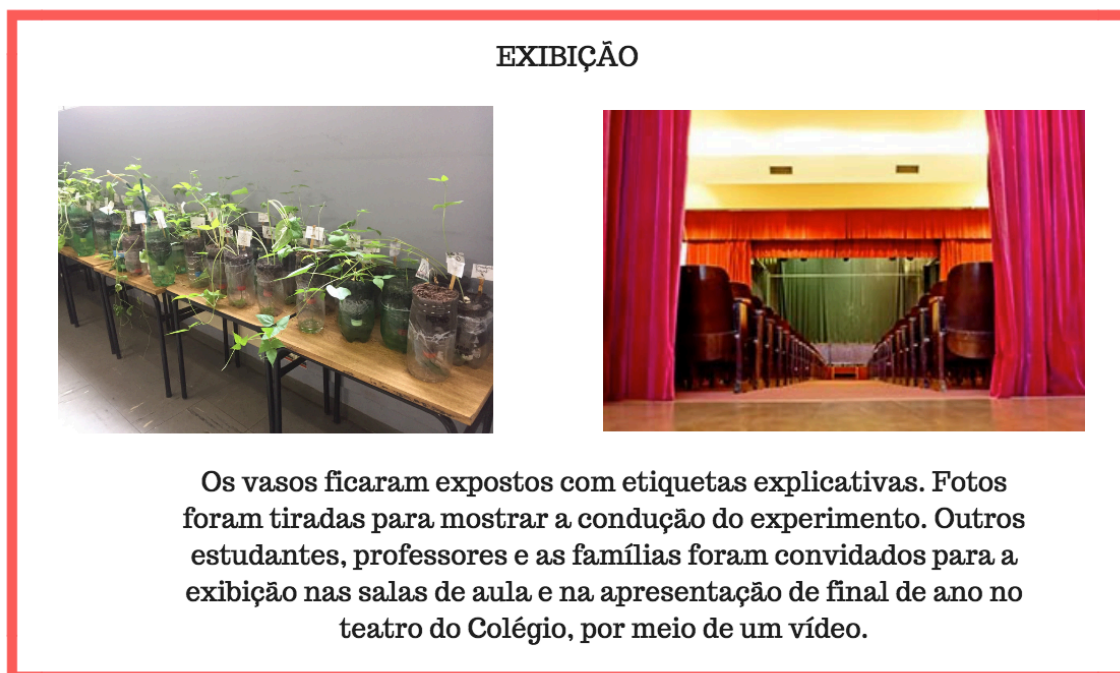 EXIBIÇÃO
Os vasos ficaram expostos com etiquetas explicativas. Fotos
foram tiradas para mostrar a condução do experimento. Outros
estudantes, professores e as famílias foram convidados para a
exibição nas salas de aula e na apresentação de final de ano no
teatro do Colégio, por meio de um vídeo.